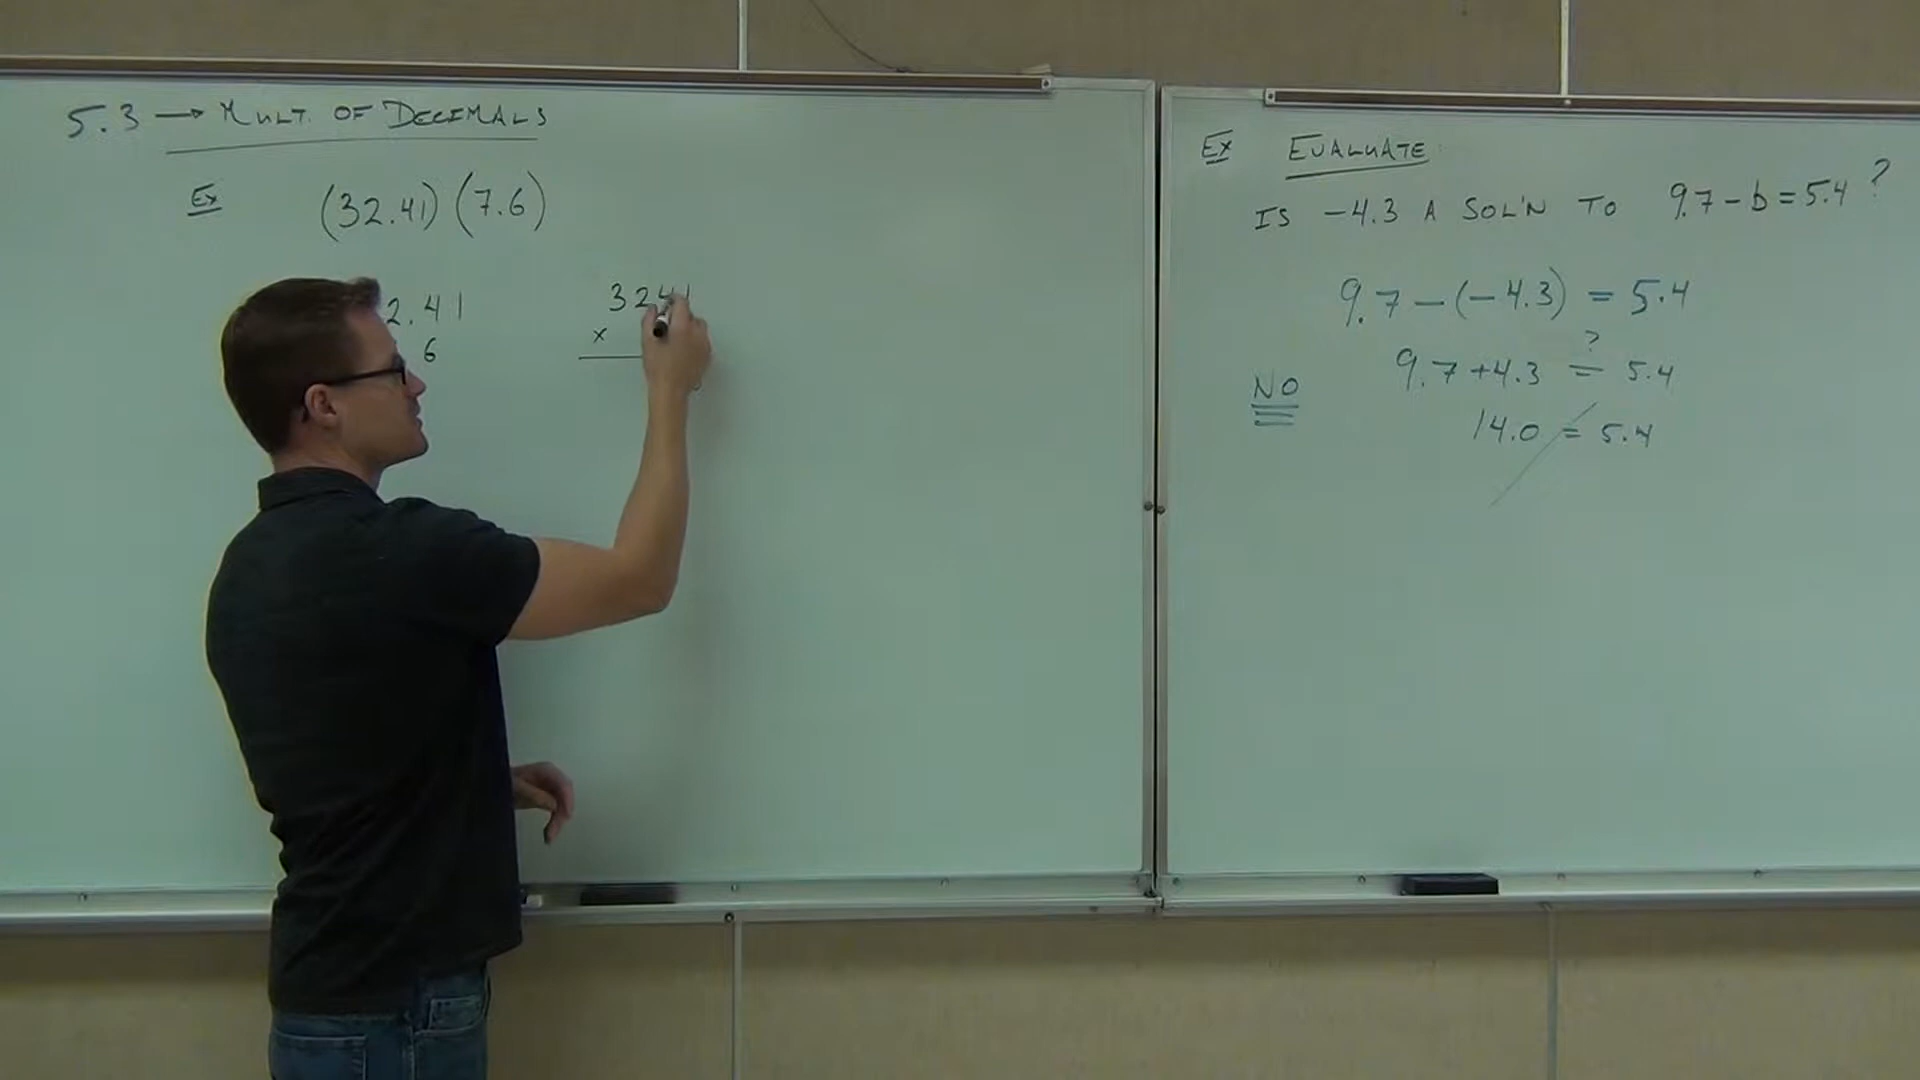 5.3 → MULT. OF DECIMALS
Ex (32.41)(7.6)
2.41
6
3241
×
Ex EVALUATE:
IS -4.3 A SOL'N TO 9.7 - b = 5.4 ?
9.7 - (-4.3) = 5.4
?
9.7 + 4.3 = 5.4
NO
14.0 = 5.4